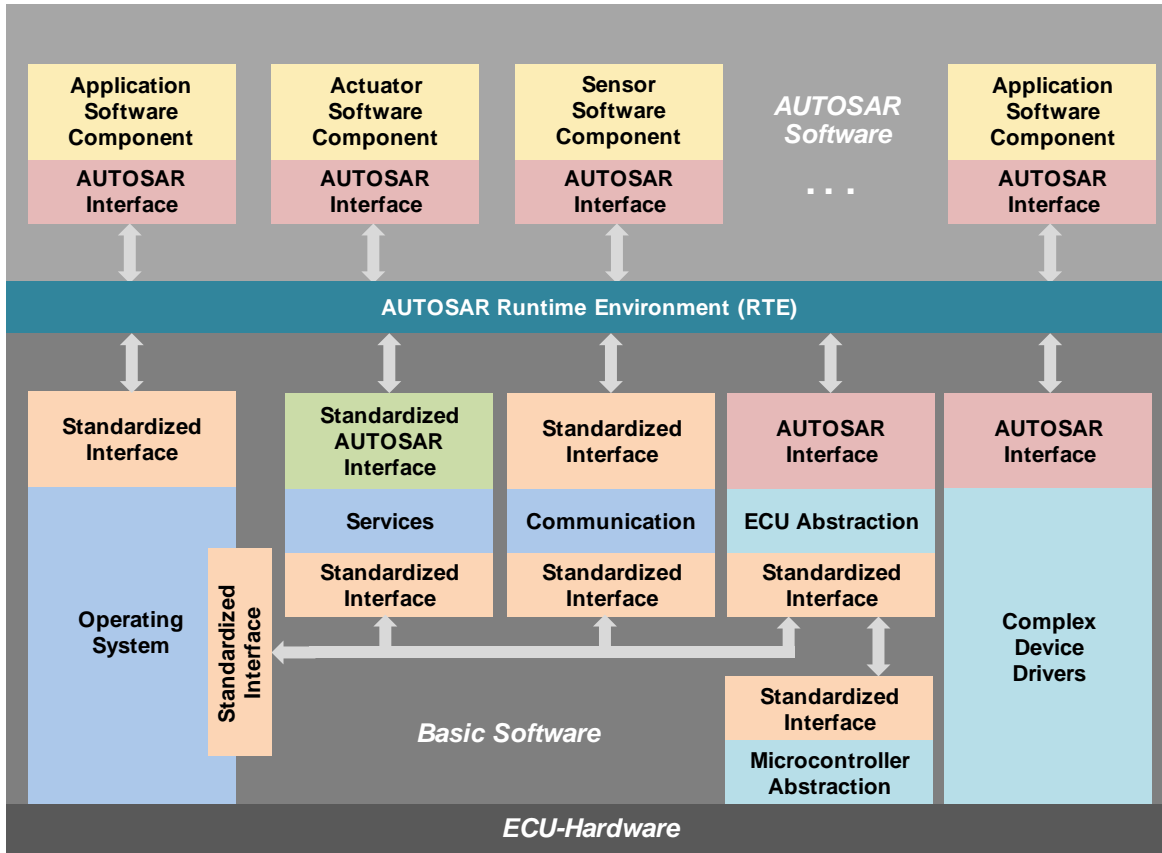 Application
Software
Component
AUTOSAR
Interface
Actuator
Software
Component
AUTOSAR
Interface
Sensor
Software
Component
AUTOSAR
Interface
AUTOSAR
Software
. . .
Application
Software
Component
AUTOSAR
Interface
AUTOSAR Runtime Environment (RTE)
Standardized
Interface
Operating
System
Standardized
Interface
Standardized
AUTOSAR
Interface
Services
Standardized
Interface
Standardized
Interface
Communication
Standardized
Interface
AUTOSAR
Interface
ECU Abstraction
Standardized
Interface
Standardized
Interface
Microcontroller
Abstraction
AUTOSAR
Interface
Complex
Device
Drivers
Basic Software
ECU-Hardware